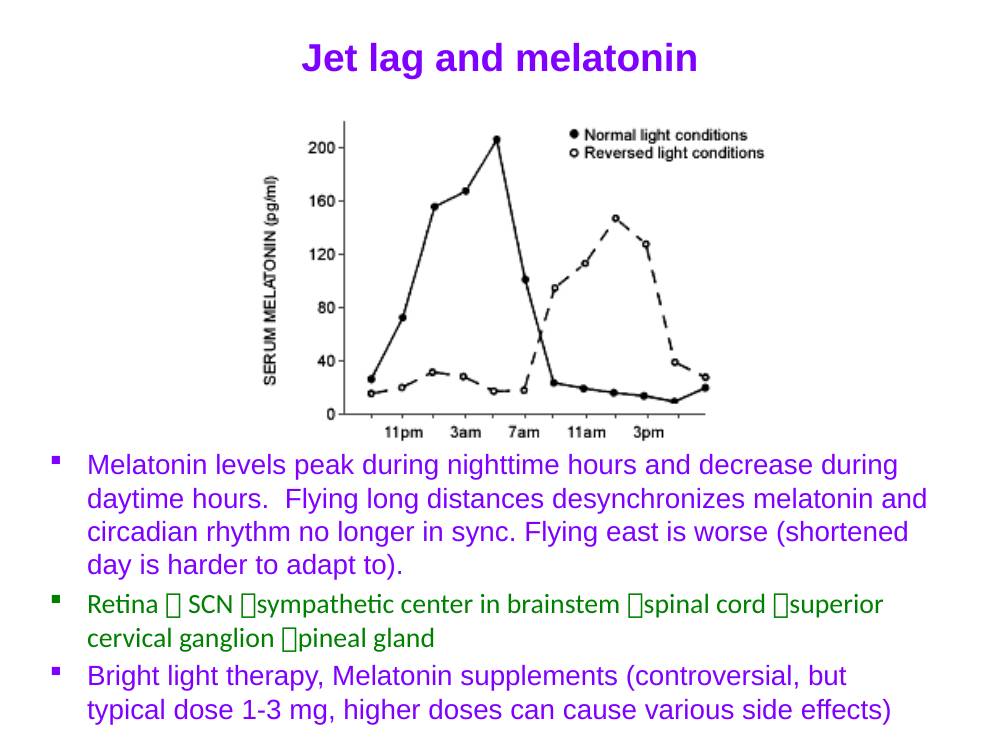 Jet lag and melatonin
● Normal light conditions
○ Reversed light conditions
SERUM MELATONIN (pg/ml)
200
160
120
80
40
0
11pm 3am 7am 11am 3pm
▪ Melatonin levels peak during nighttime hours and decrease during
daytime hours.  Flying long distances desynchronizes melatonin and
circadian rhythm no longer in sync. Flying east is worse (shortened
day is harder to adapt to).
▪ Retina  SCN sympathetic center in brainstem spinal cord superior
cervical ganglion pineal gland
▪ Bright light therapy, Melatonin supplements (controversial, but
typical dose 1-3 mg, higher doses can cause various side effects)